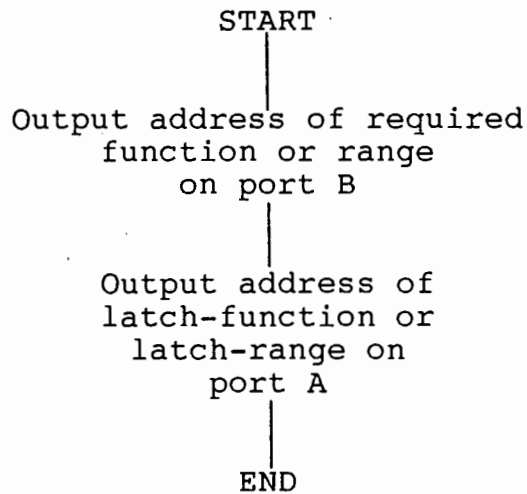 START
Output address of required
function or range
on port B
Output address of
latch-function or
latch-range on
port A
END